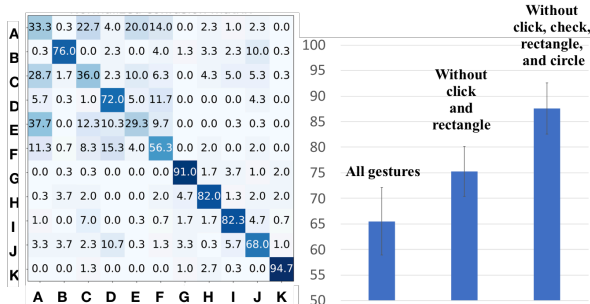 A 33.3 0.3 22.7 4.0 20.0 14.0 0.0 2.3 1.0 2.3 0.0
B 0.3 76.0 0.0 2.3 0.0 4.0 1.3 3.3 2.3 10.0 0.3
C 28.7 1.7 36.0 2.3 10.0 6.3 0.0 4.3 5.0 5.3 0.3
D 5.7 0.3 1.0 72.0 5.0 11.7 0.0 0.0 0.0 4.3 0.0
E 37.7 0.0 12.3 10.3 29.3 9.7 0.0 0.0 0.3 0.3 0.0
F 11.3 0.7 8.3 15.3 4.0 56.3 0.0 2.0 0.0 2.0 0.0
G 0.0 0.3 0.3 0.0 0.0 0.0 91.0 1.7 3.7 1.0 2.0
H 0.3 3.7 2.0 0.0 0.0 2.0 4.7 82.0 1.3 2.0 2.0
I 1.0 0.0 7.0 0.0 0.3 0.7 1.7 1.7 82.3 4.7 0.7
J 3.3 3.7 2.3 10.7 0.3 1.3 3.3 0.3 5.7 68.0 1.0
K 0.0 0.0 1.3 0.0 0.0 0.0 1.0 2.7 0.3 0.0 94.7
A B C D E F G H I J K
Without
click, check,
rectangle,
and circle
Without
click
and
rectangle
All gestures
100
95
90
85
80
75
70
65
60
55
50